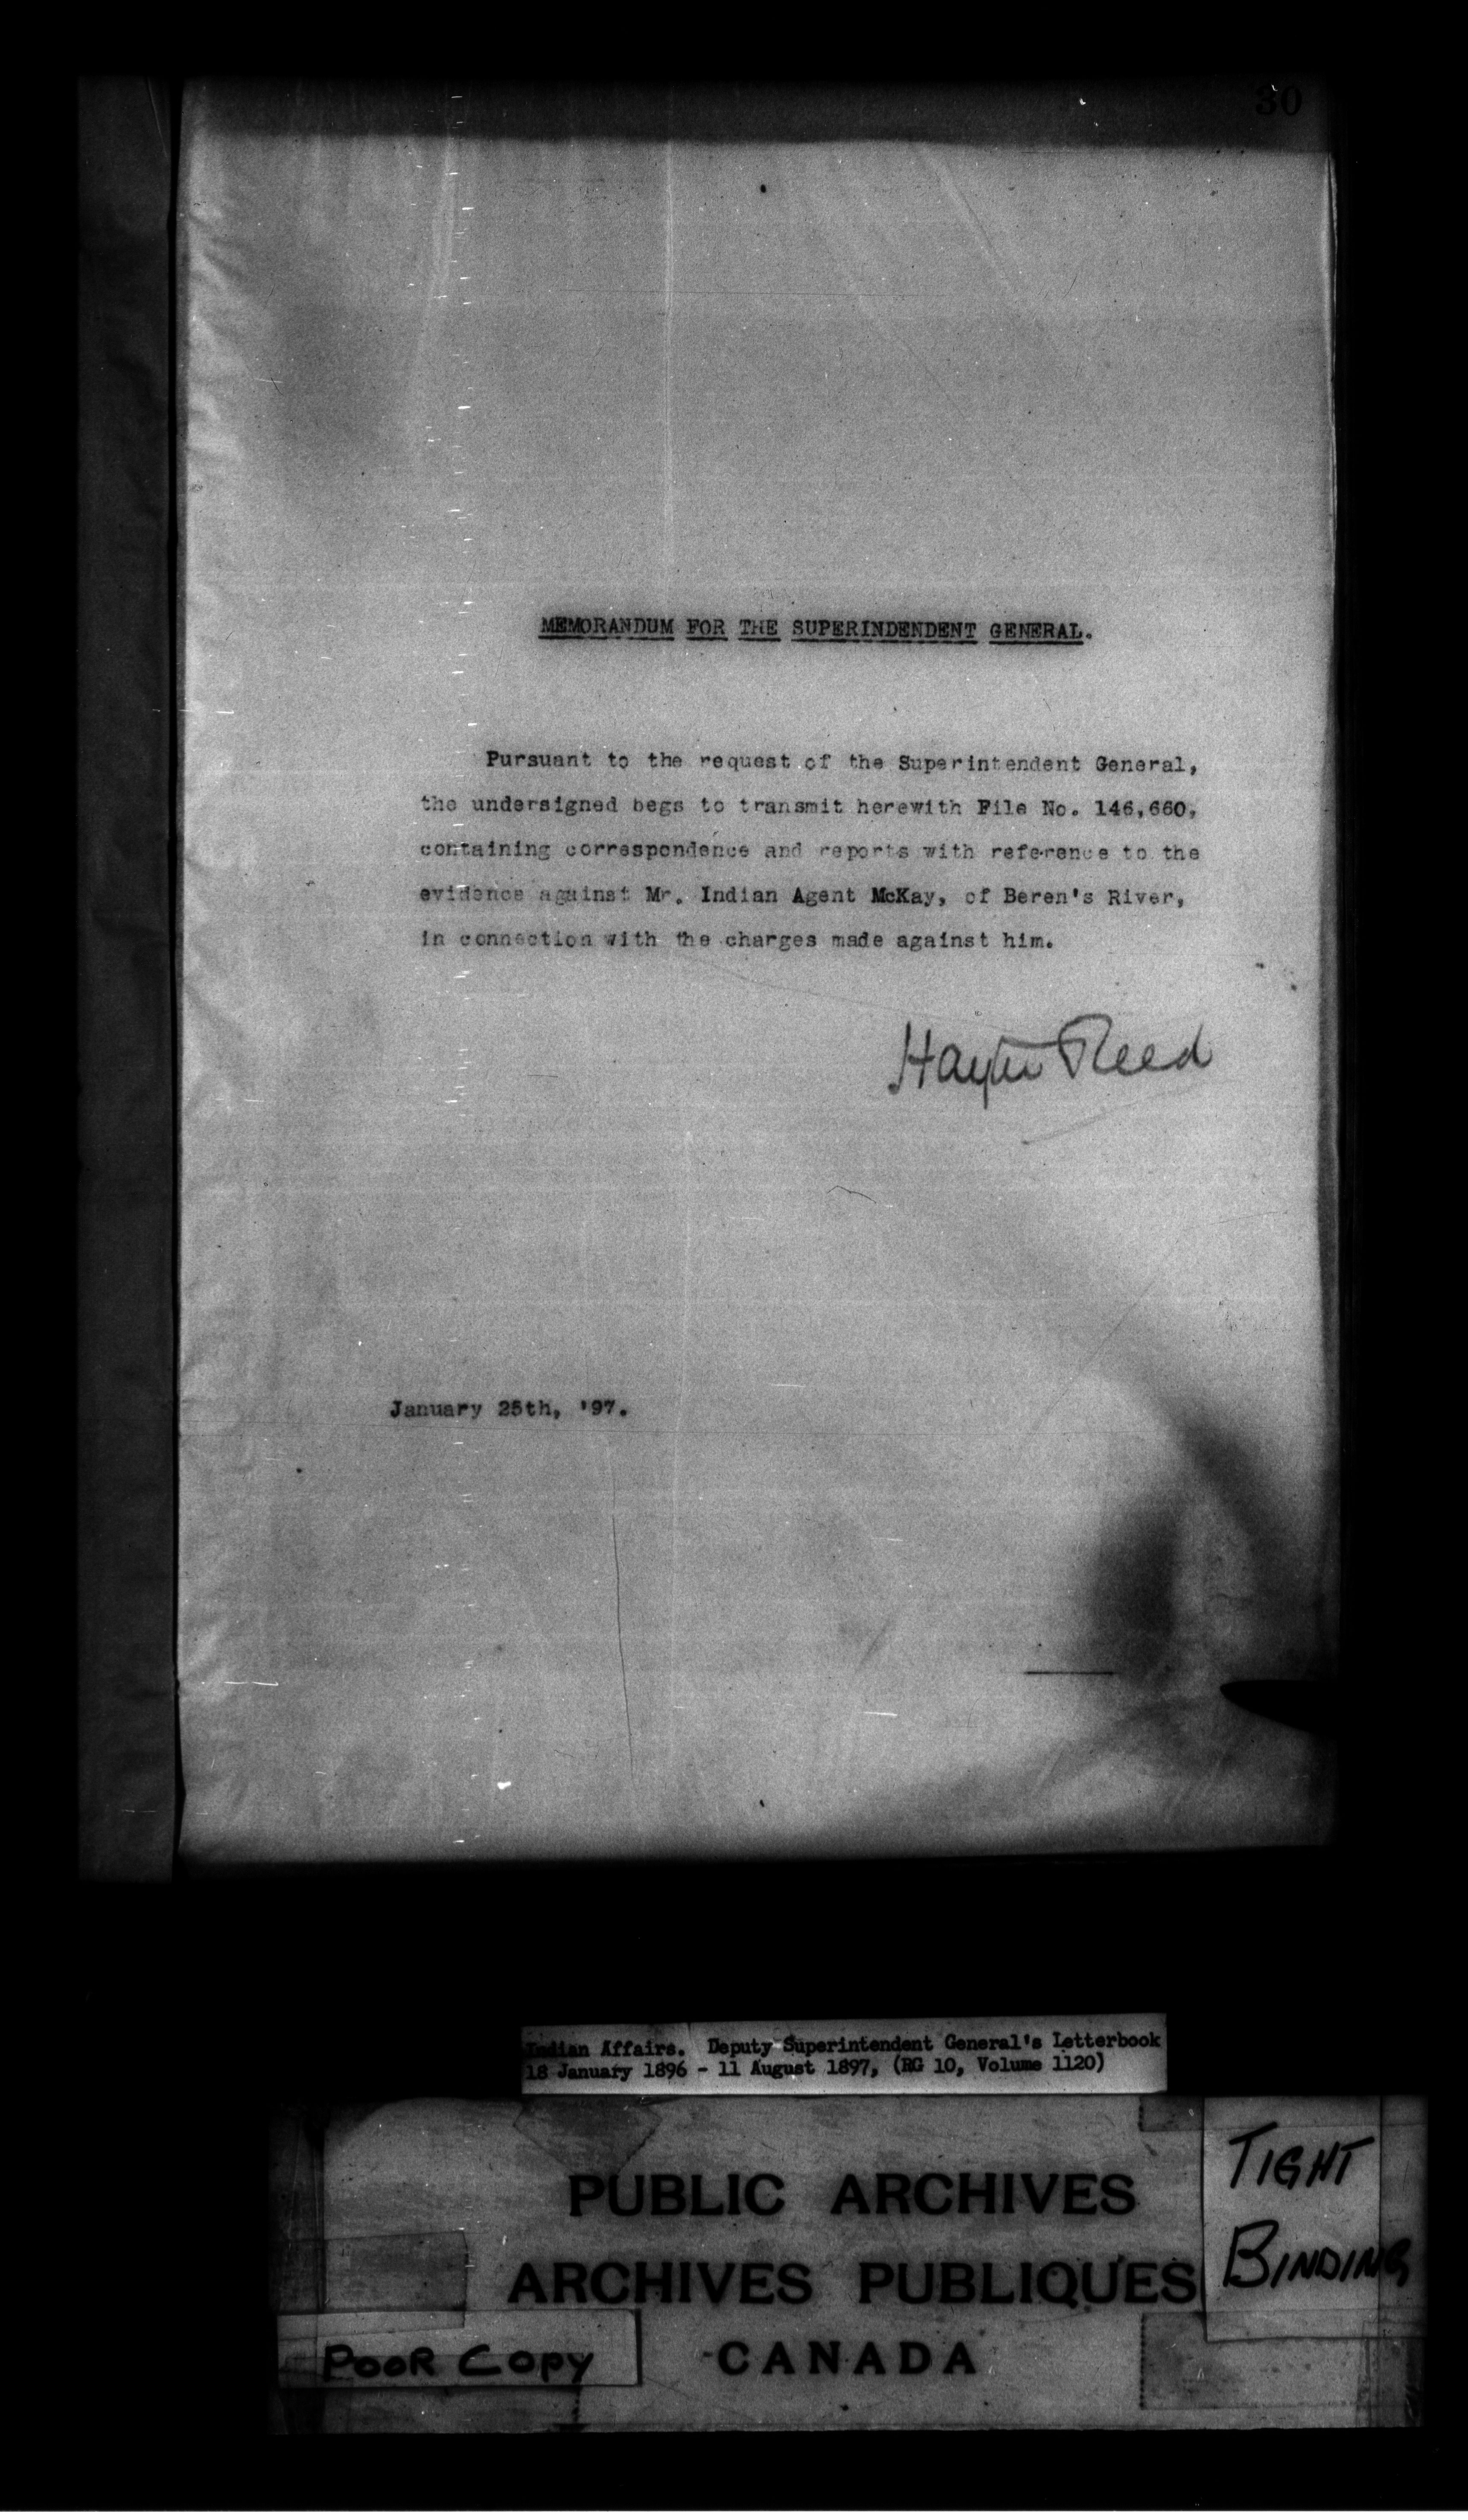 30
MEMORANDUM FOR THE SUPERINDENDENT GENERAL.
Pursuant to the request of the Superintendent General,
the undersigned begs to transmit herewith File No. 146,660,
containing correspondence and reports with reference to the
evidence against Mr. Indian Agent McKay, of Beren's River,
in connection with the charges made against him.
Hayter Reed
January 25th, '97.
Indian Affairs. Deputy Superintendent General's Letterbook
18 January 1896 - 11 August 1897, (RG 10, Volume 1120)
PUBLIC ARCHIVES
ARCHIVES PUBLIQUES
CANADA
TIGHT
BINDING
POOR COPY